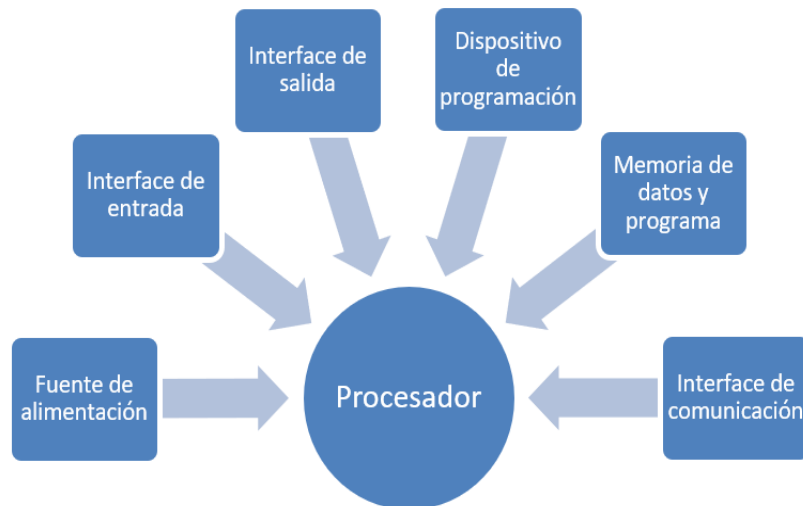 Interface de
salida
Dispositivo
de
programación
Interface de
entrada
Memoria de
datos y
programa
Fuente de
alimentación
Procesador
Interface de
comunicación